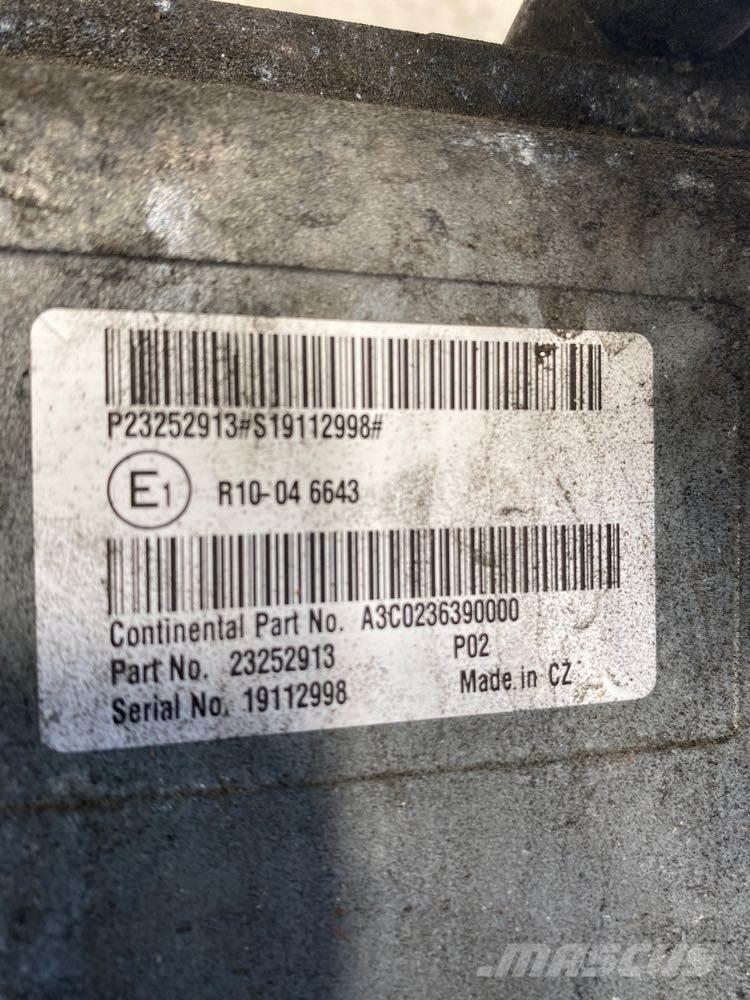 P23252913#S19112998#
E1 R10-04 6643
Continental Part No. A3C0236390000
Part No. 23252913 P02
Serial No. 19112998 Made in CZ
MASCUS